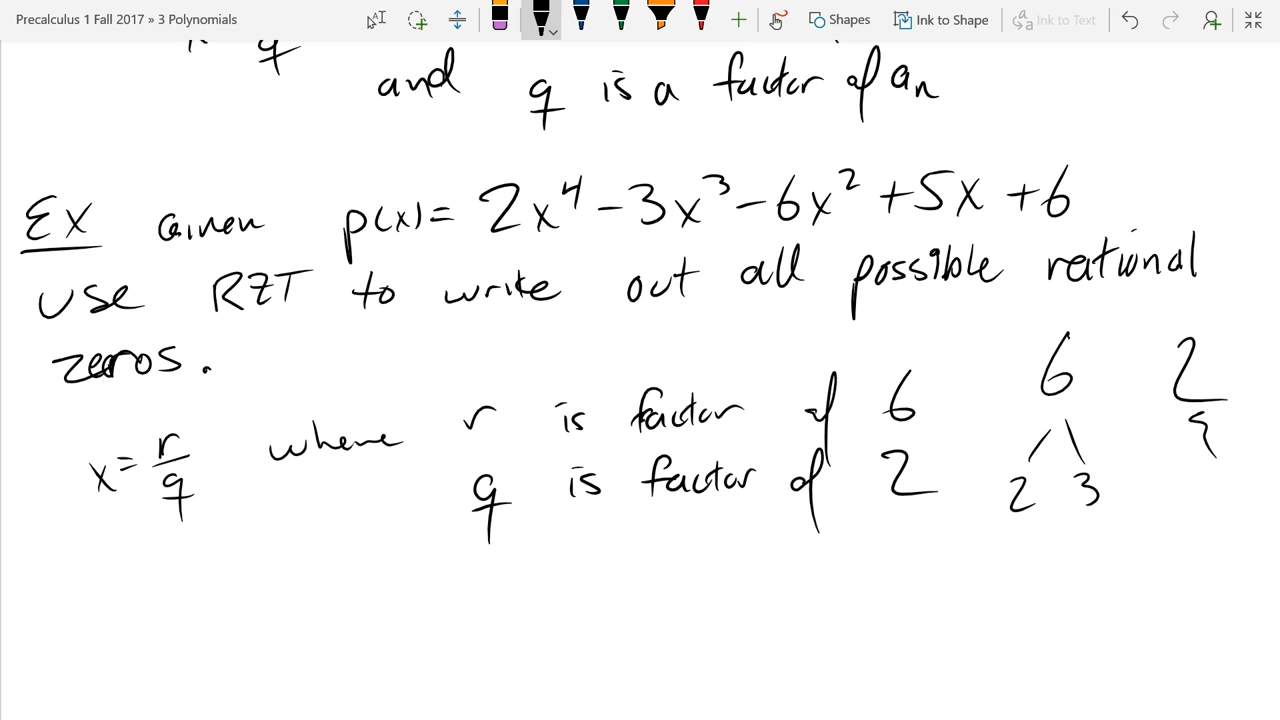 Precalculus 1 Fall 2017 » 3 Polynomials
Shapes Ink to Shape Ink to Text
q
and q is a factor of aₙ
Ex Given p(x) = 2x⁴ - 3x³ - 6x² + 5x + 6
use RZT to write out all possible rational
zeros.
6 2
x = r/q where r is factor of 6
q is factor of 2
2 3